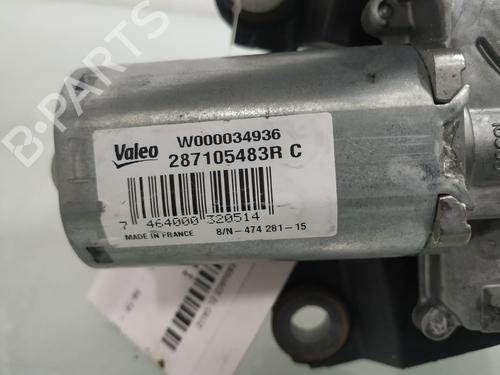 B-PARTS
Valeo
W000034936
287105483R C
7 464000 320514
MADE IN FRANCE 8/N-474 281-15